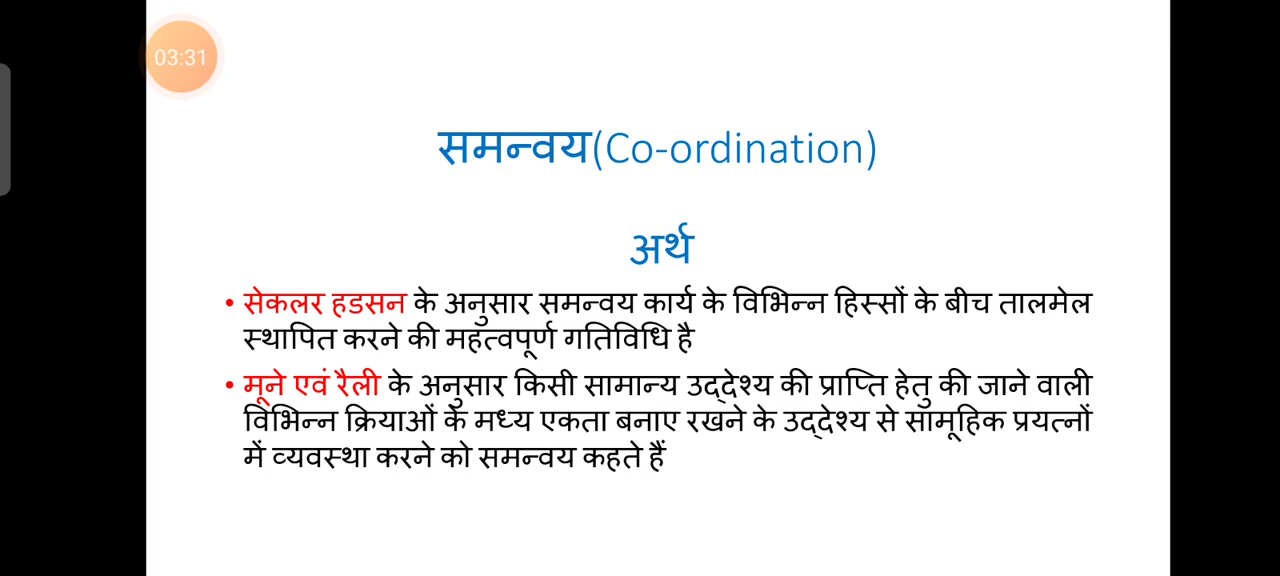 03:31
समन्वय(Co-ordination)
अर्थ
• सेकलर हडसन के अनुसार समन्वय कार्य के विभिन्न हिस्सों के बीच तालमेल
स्थापित करने की महत्वपूर्ण गतिविधि है
• मूने एवं रैली के अनुसार किसी सामान्य उद्देश्य की प्राप्ति हेतु की जाने वाली
विभिन्न क्रियाओं के मध्य एकता बनाए रखने के उद्देश्य से सामूहिक प्रयत्नों
में व्यवस्था करने को समन्वय कहते हैं